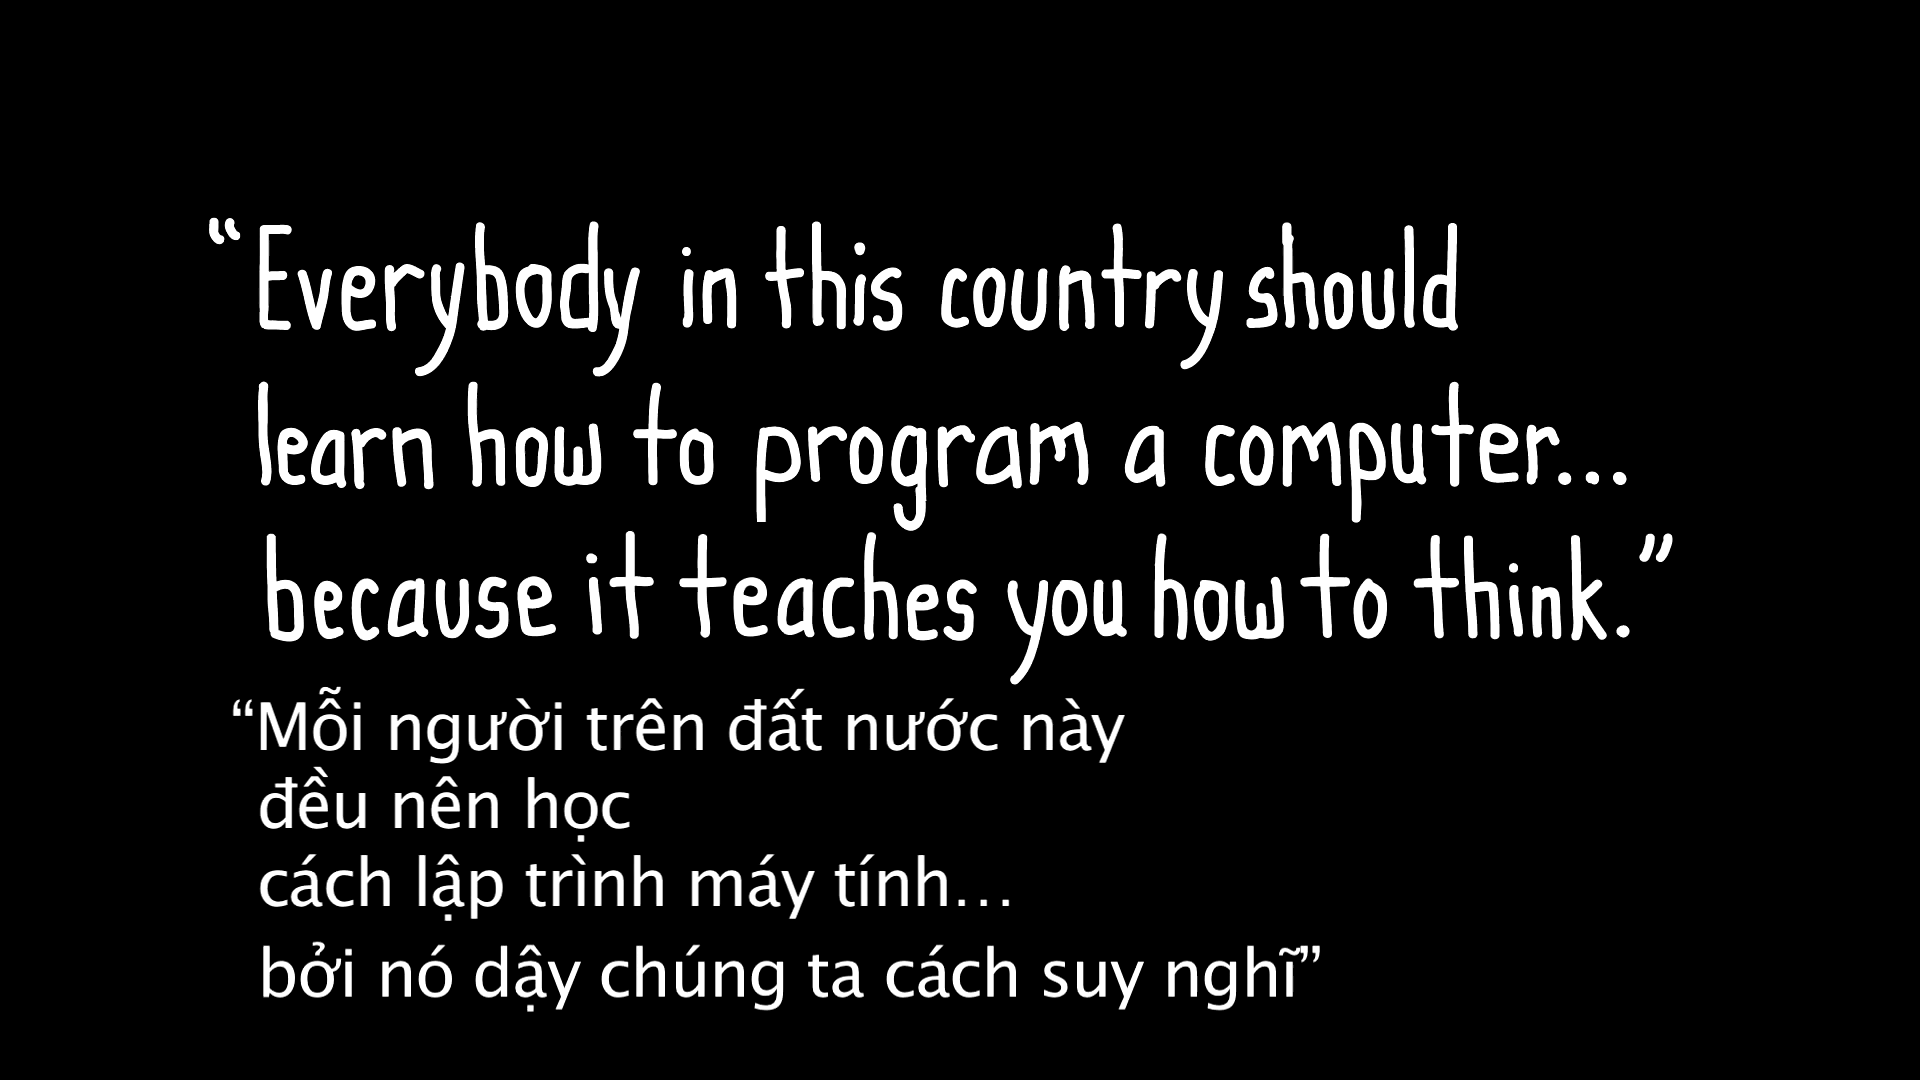 “Everybody in this country should
learn how to program a computer...
because it teaches you how to think.”
“Mỗi người trên đất nước này
đều nên học
cách lập trình máy tính…
bởi nó dậy chúng ta cách suy nghĩ”